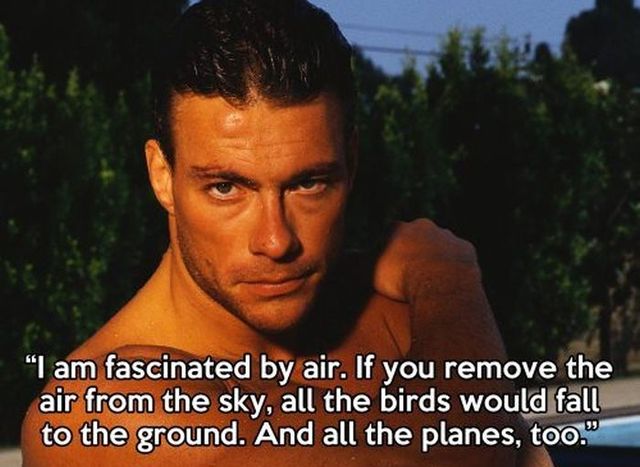 “I am fascinated by air. If you remove the
air from the sky, all the birds would fall
to the ground. And all the planes, too.”